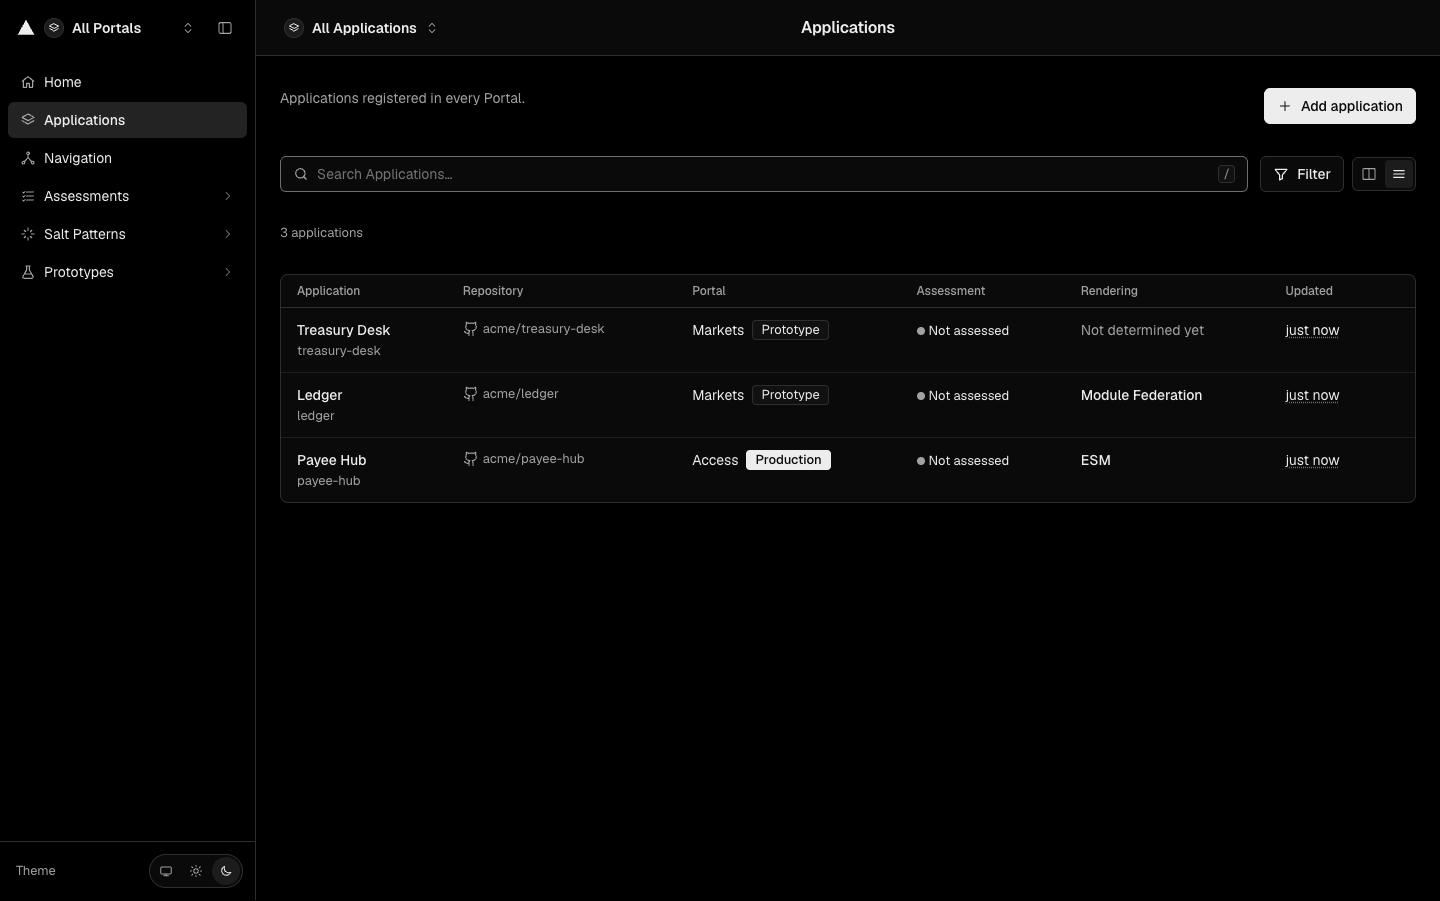 All Portals
All Applications
Applications
Home
Applications
Navigation
Assessments
Salt Patterns
Prototypes
Applications registered in every Portal.
Add application
Search Applications...
/
Filter
3 applications
Application Repository Portal Assessment Rendering Updated
Treasury Desk acme/treasury-desk Markets Prototype Not assessed Not determined yet just now
treasury-desk
Ledger acme/ledger Markets Prototype Not assessed Module Federation just now
ledger
Payee Hub acme/payee-hub Access Production Not assessed ESM just now
payee-hub
Theme